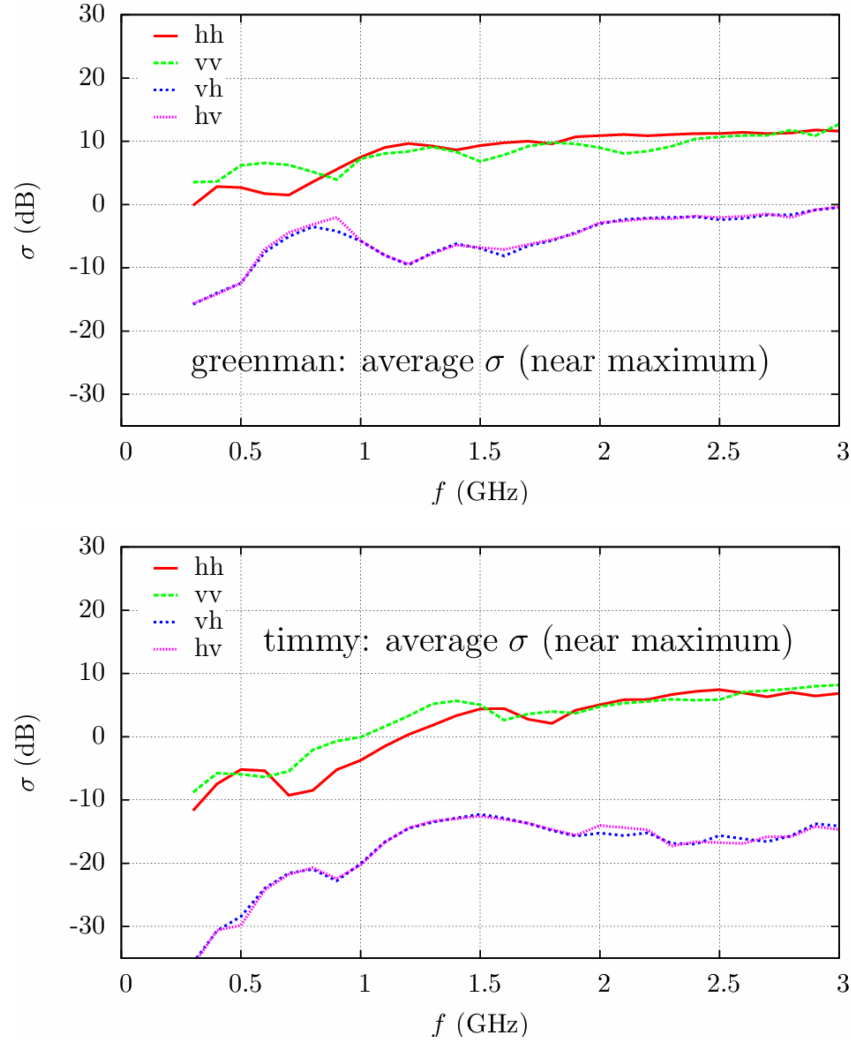 30
20
10
0
-10
-20
-30
σ (dB)
hh
vv
vh
hv
greenman: average σ (near maximum)
0 0.5 1 1.5 2 2.5 3
f (GHz)
30
20
10
0
-10
-20
-30
σ (dB)
hh
vv
vh
hv
timmy: average σ (near maximum)
0 0.5 1 1.5 2 2.5 3
f (GHz)